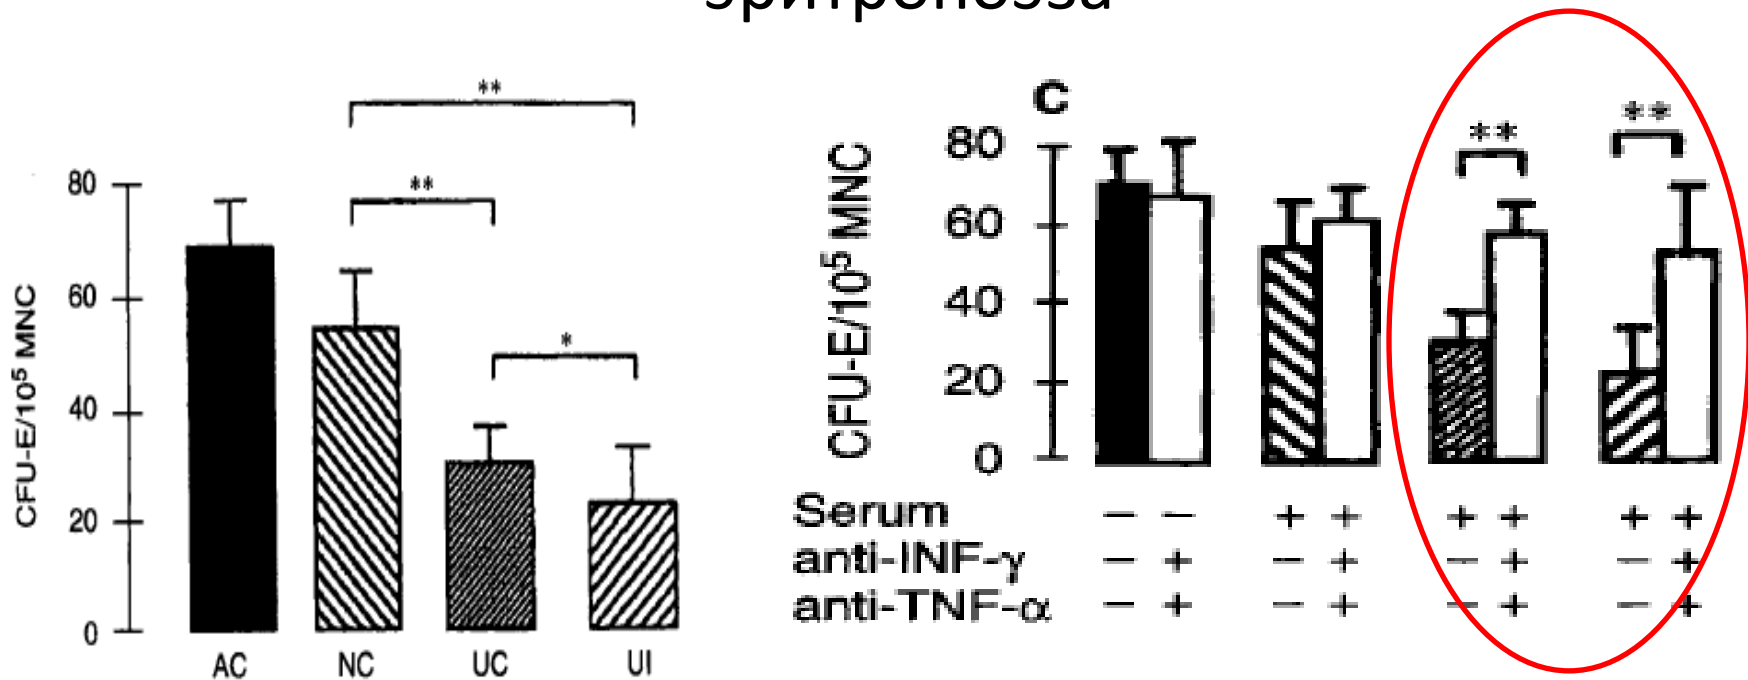 эритропоэза
**
**
*
80
60
40
20
0
CFU-E/10⁵ MNC
AC NC UC UI
C
**
**
80
60
40
20
0
CFU-E/10⁵ MNC
Serum − − + + + + + +
anti-INF-γ − + − + − + − +
anti-TNF-α − + − + − + − +